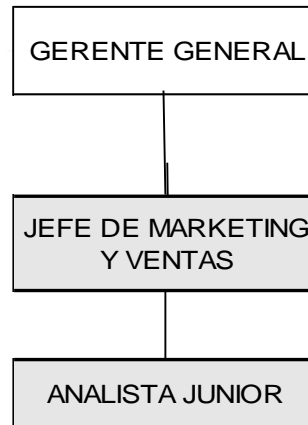 GERENTE GENERAL
JEFE DE MARKETING
Y VENTAS
ANALISTA JUNIOR